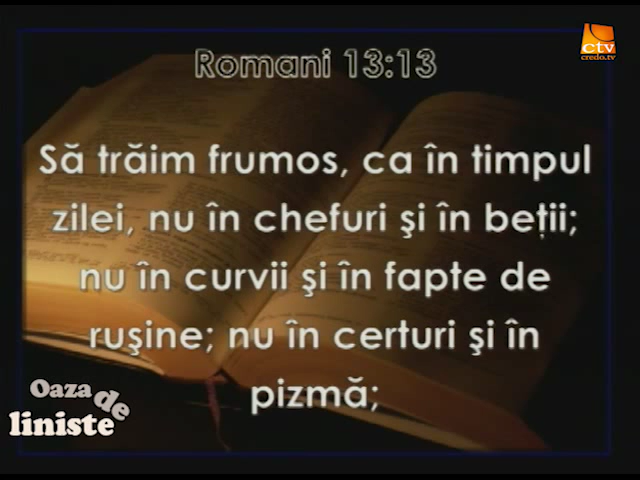 ctv
credo.tv
Romani 13:13
Să trăim frumos, ca în timpul
zilei, nu în chefuri şi în beţii;
nu în curvii şi în fapte de
ruşine; nu în certuri şi în
pizmă;
Oaza de
liniste